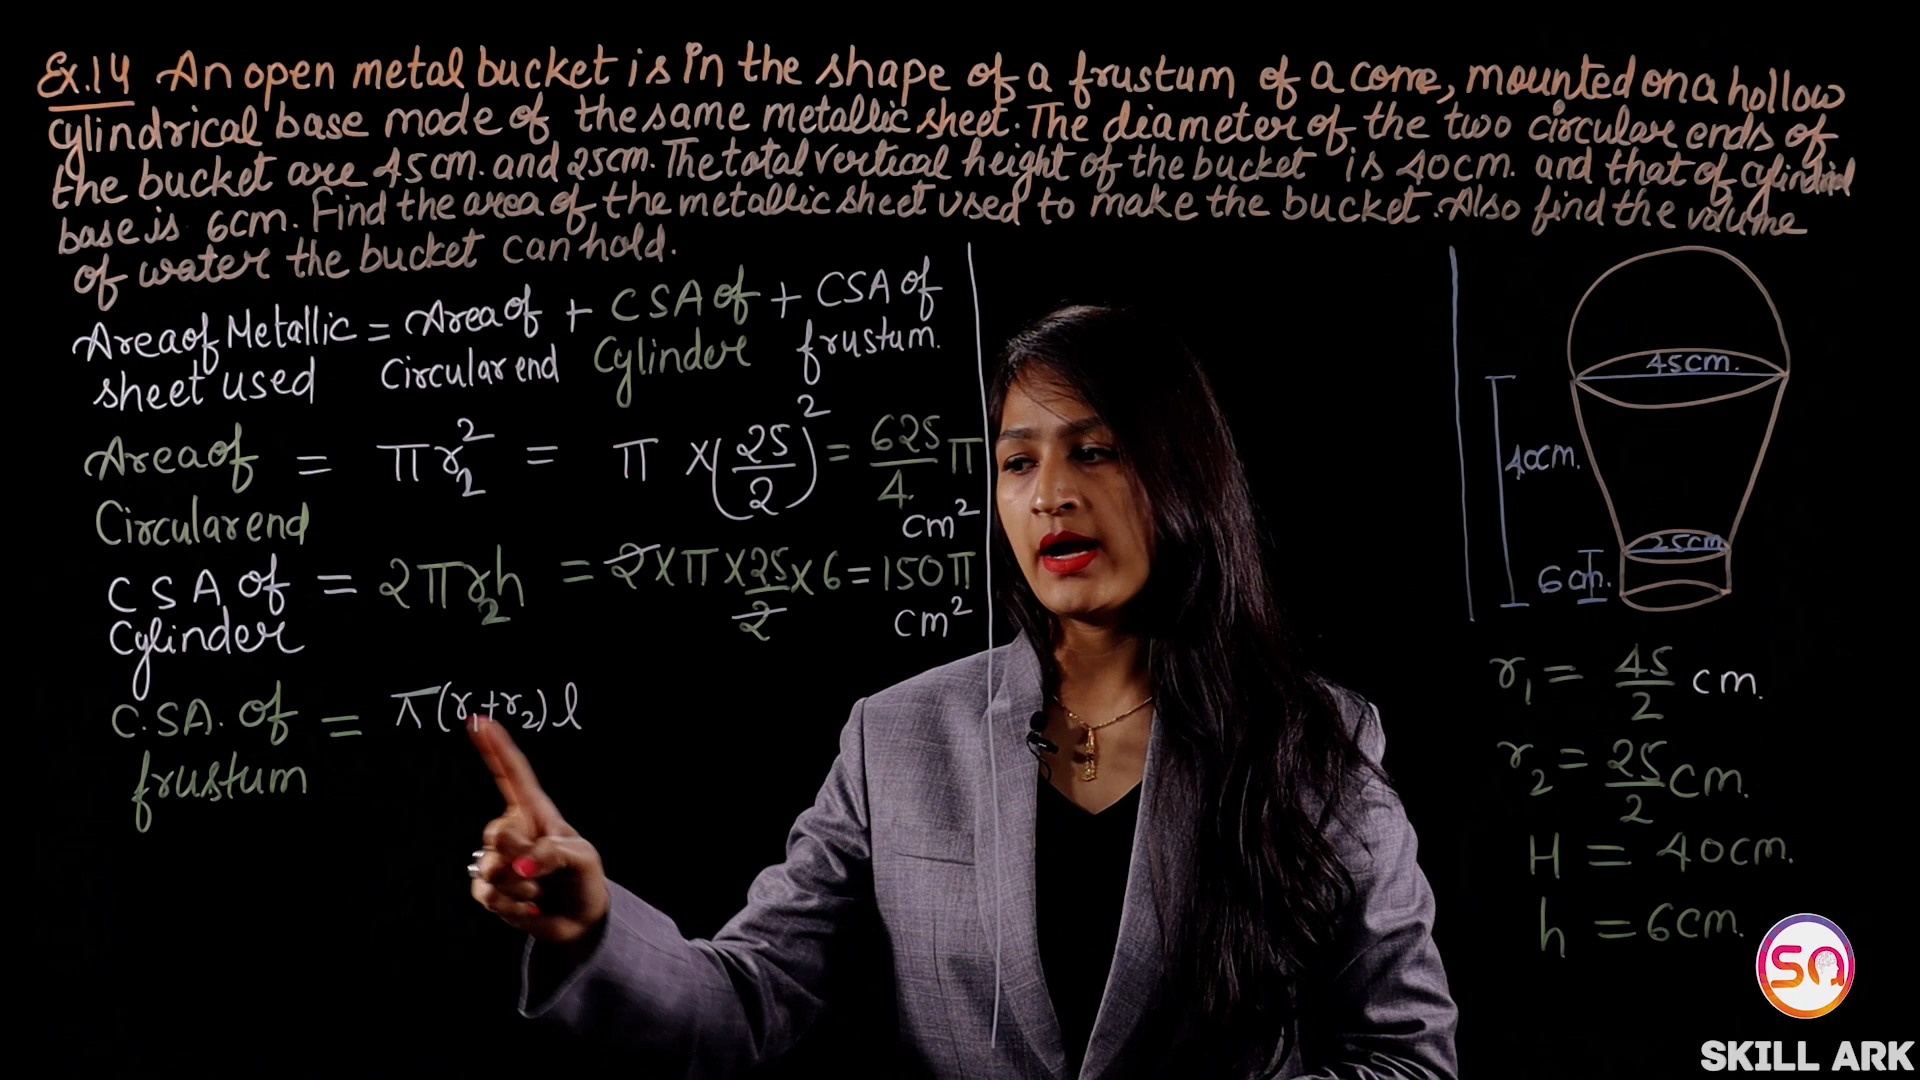 Ex.14 An open metal bucket is in the shape of a frustum of a cone, mounted on a hollow
cylindrical base made of the same metallic sheet. The diameter of the two circular ends of
the bucket are 45cm. and 25cm. The total vertical height of the bucket is 40cm. and that of cylindrical
base is 6cm. Find the area of the metallic sheet used to make the bucket. Also find the volume
of water the bucket can hold.
Area of Metallic = Area of + CSA of + CSA of
sheet used Circular end Cylinder frustum.
Area of = πr₂² = π × (25/2)² = 625/4 π
Circular end cm²
CSA of = 2πr₂h = 2×π×25/2×6 = 150π
Cylinder cm²
C.SA. of = π(r₁+r₂)l
frustum
45cm.
40cm.
25cm
6cm.
r₁ = 45/2 cm.
r₂ = 25/2 cm.
H = 40cm.
h = 6cm.
SA
SKILL ARK